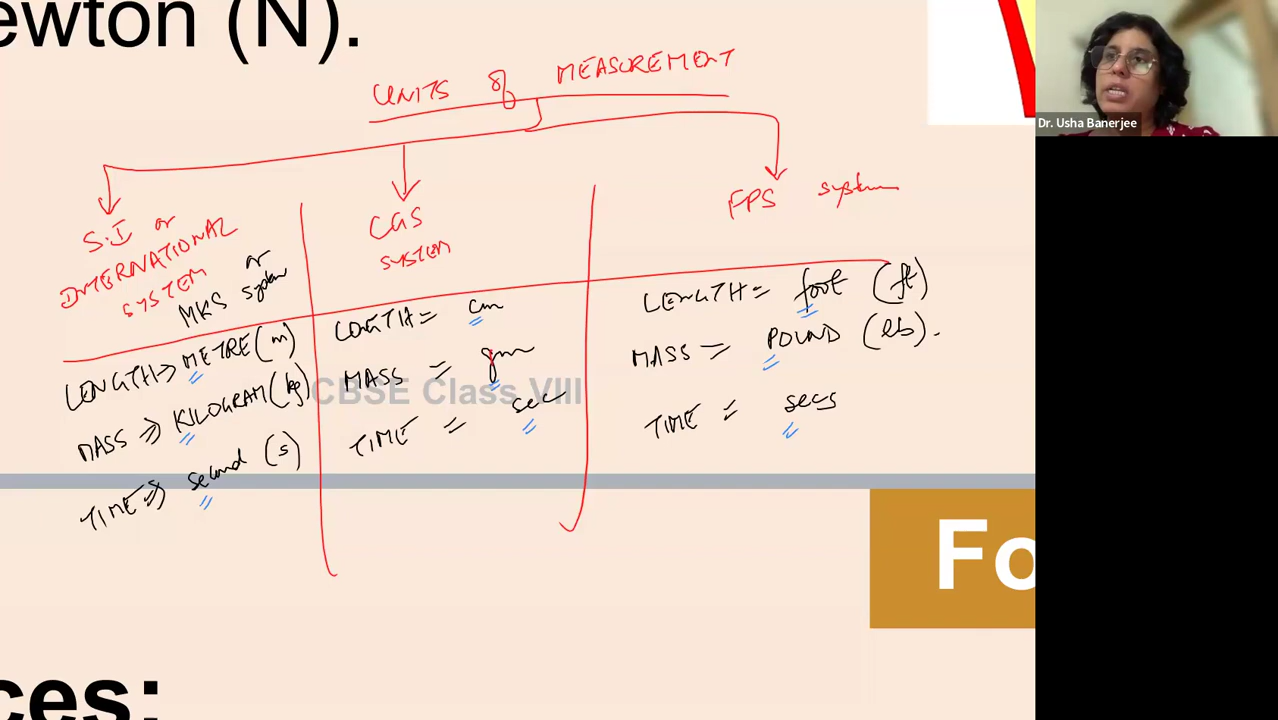 ewton (N).
UNITS of MEASUREMENT
S.I or
INTERNATIONAL
SYSTEM or
MKS system
LENGTH => METRE (m)
MASS => KILOGRAM (kg)
TIME => second (s)
CGS
SYSTEM
LENGTH = cm
MASS = gm
TIME = sec
FPS system
LENGTH = foot (ft)
MASS = POUND (lb).
TIME = secs
CBSE Class VIII
Fo
ces:
Dr. Usha Banerjee